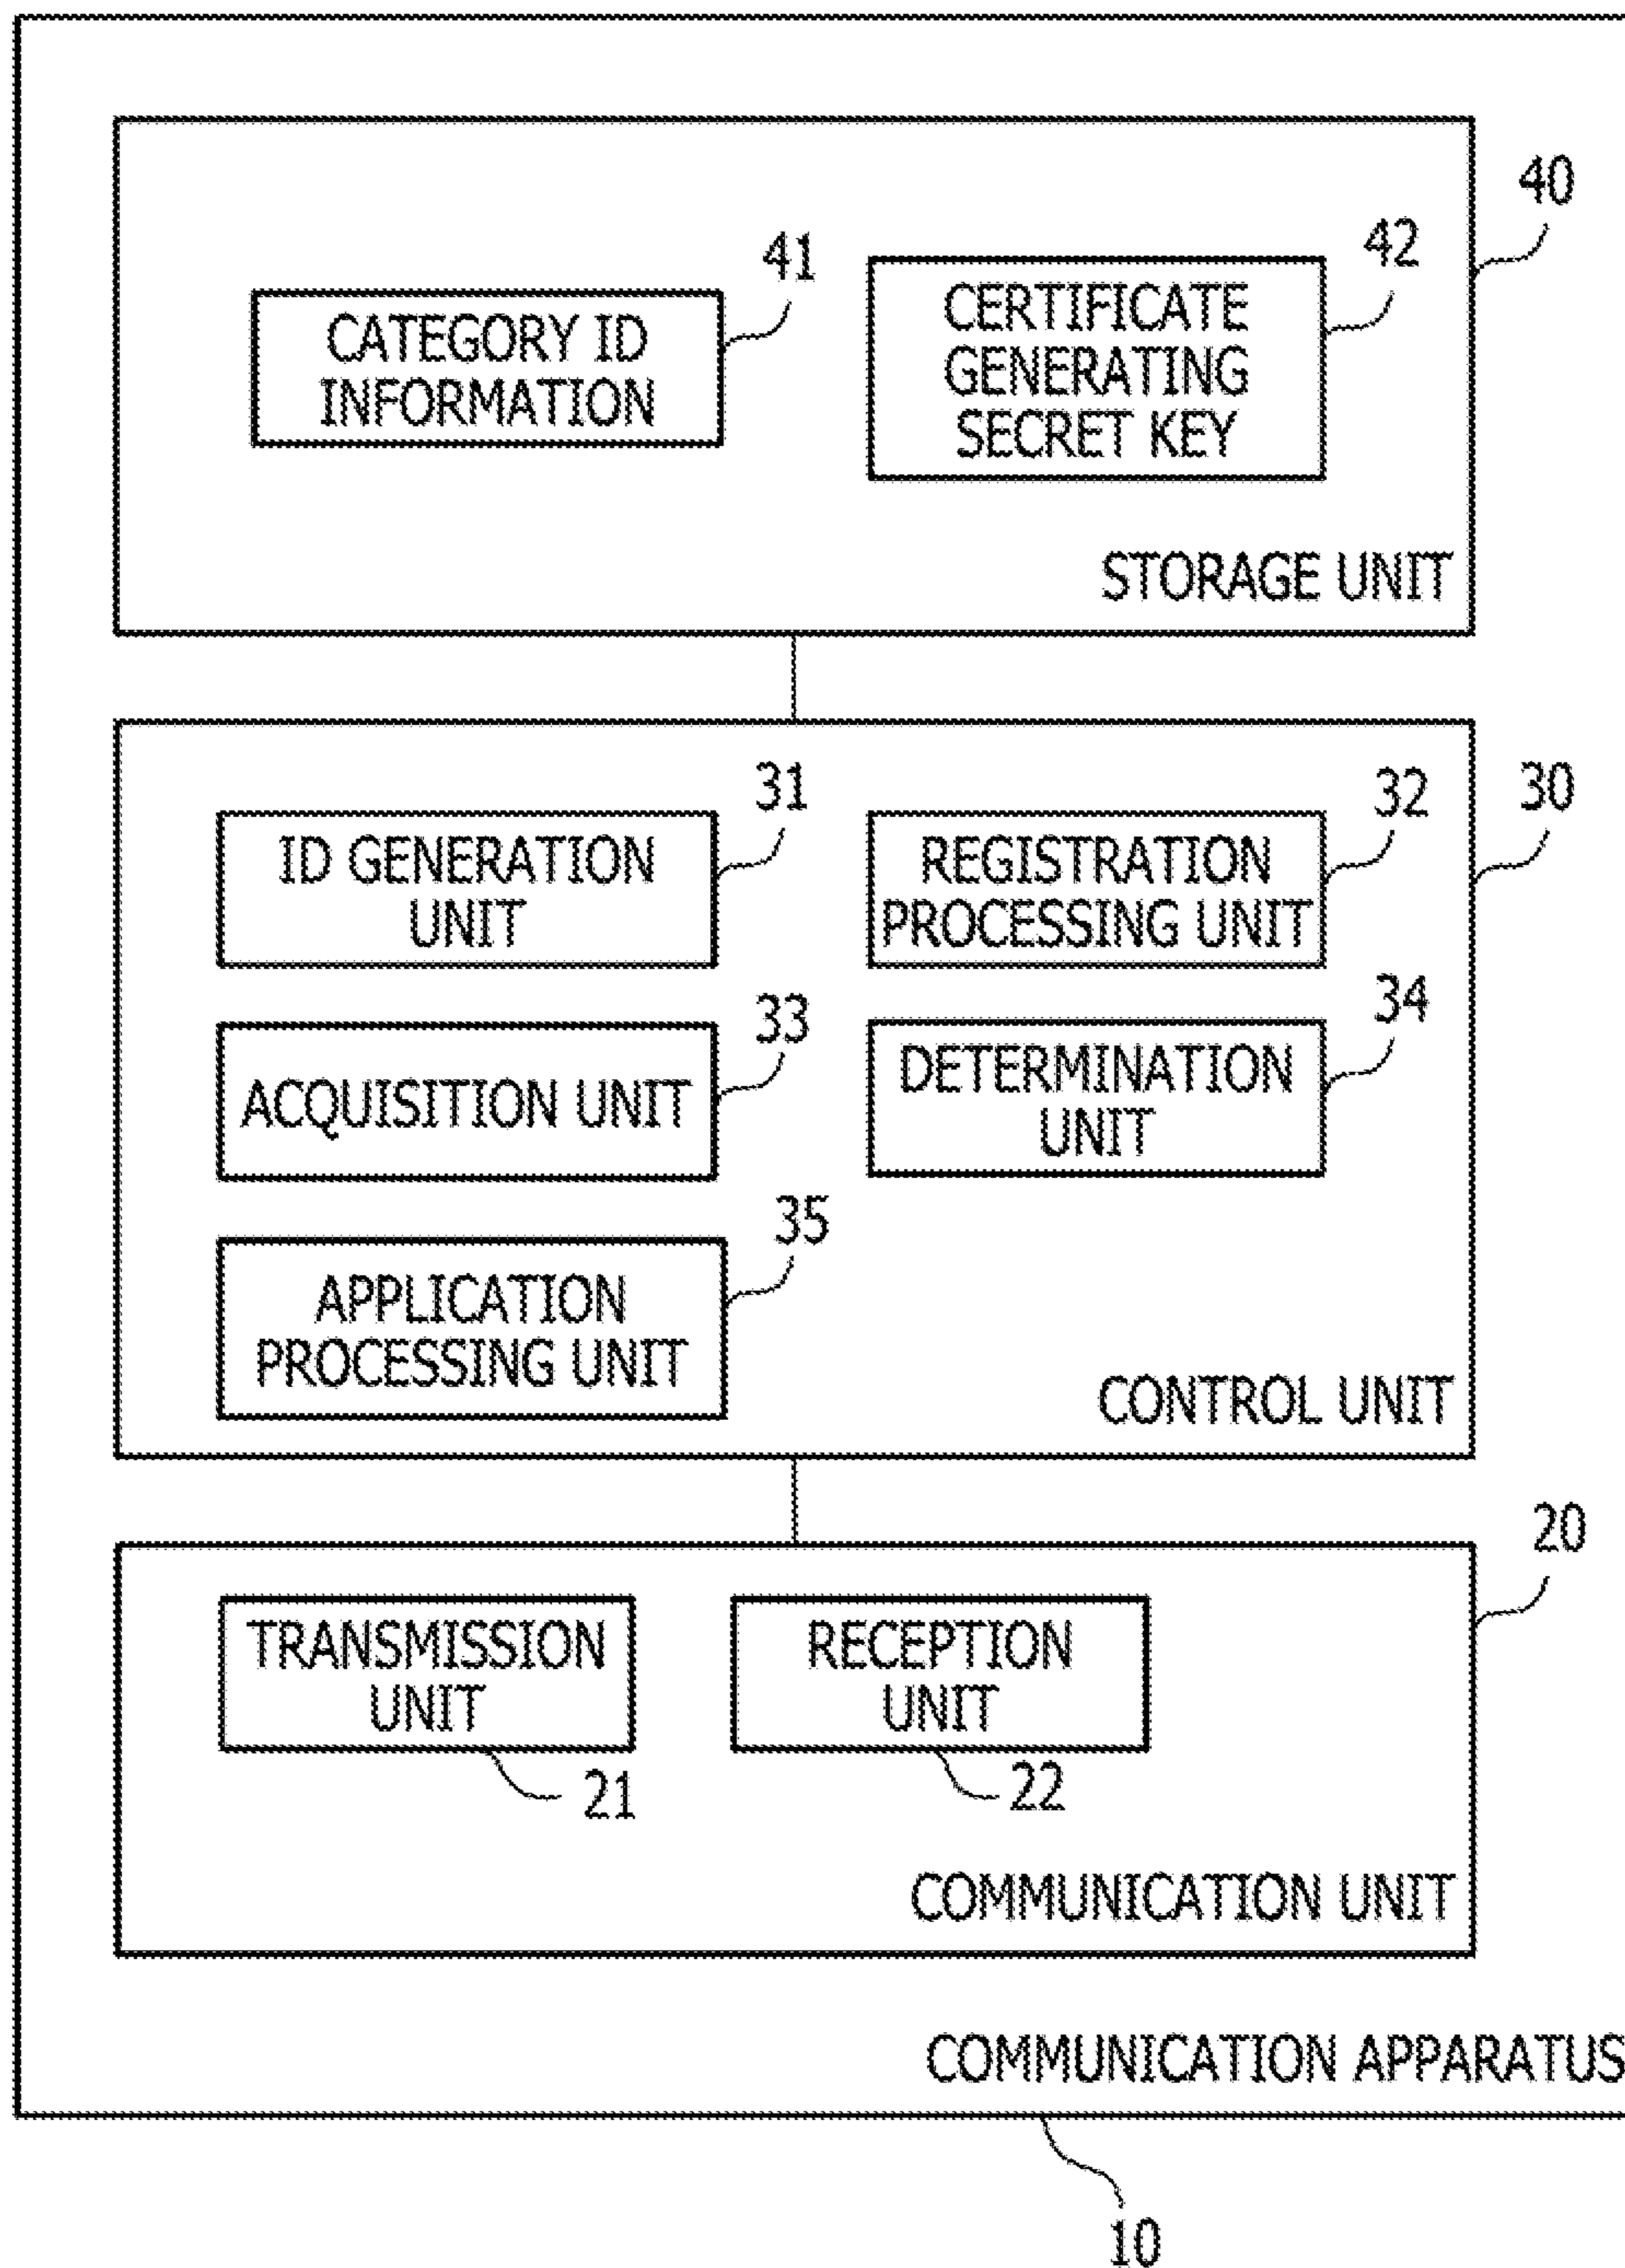 40
41
CATEGORY ID
INFORMATION
42
CERTIFICATE
GENERATING
SECRET KEY
STORAGE UNIT
30
31
ID GENERATION
UNIT
32
REGISTRATION
PROCESSING UNIT
33
ACQUISITION UNIT
34
DETERMINATION
UNIT
35
APPLICATION
PROCESSING UNIT
CONTROL UNIT
20
TRANSMISSION
UNIT
21
RECEPTION
UNIT
22
COMMUNICATION UNIT
COMMUNICATION APPARATUS
10